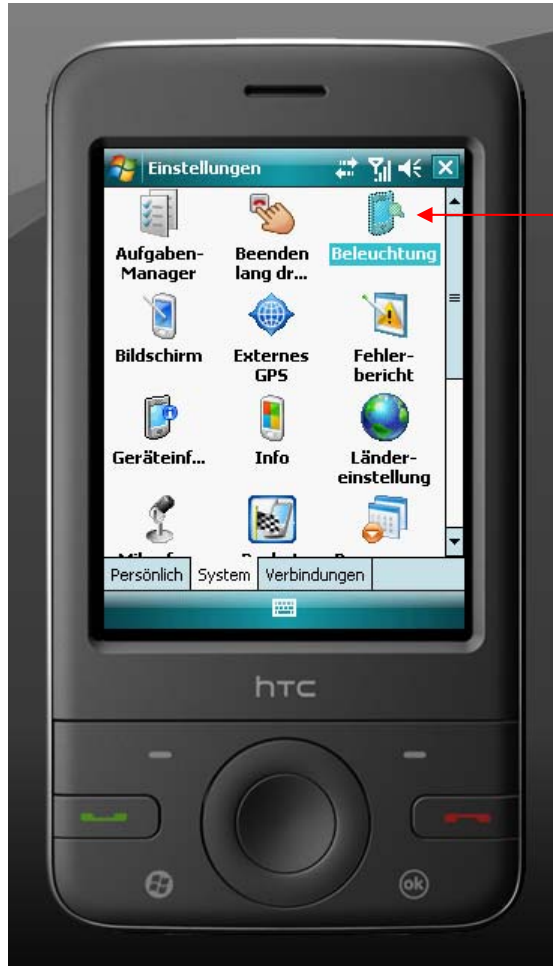 Einstellungen
Aufgaben-
Manager
Beenden
lang dr...
Beleuchtung
Bildschirm
Externes
GPS
Fehler-
bericht
Geräteinf...
Info
Länder-
einstellung
Persönlich
System
Verbindungen
hTC
ok